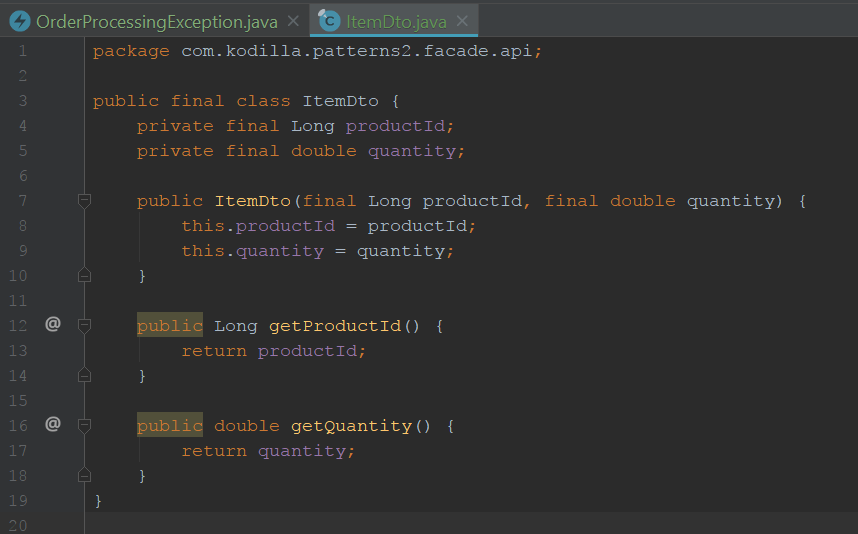 OrderProcessingException.java ItemDto.java
1 package com.kodilla.patterns2.facade.api;
2
3 public final class ItemDto {
4 private final Long productId;
5 private final double quantity;
6
7 public ItemDto(final Long productId, final double quantity) {
8 this.productId = productId;
9 this.quantity = quantity;
10 }
11
12 @ public Long getProductId() {
13 return productId;
14 }
15
16 @ public double getQuantity() {
17 return quantity;
18 }
19 }
20